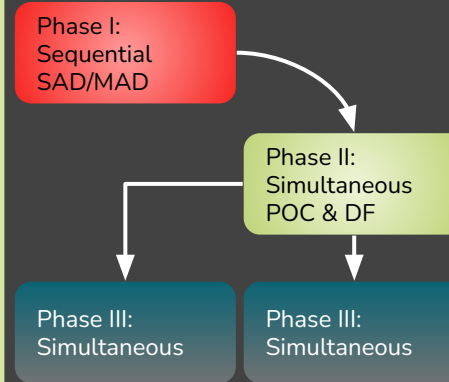 Phase I:
Sequential
SAD/MAD
Phase II:
Simultaneous
POC & DF
Phase III:
Simultaneous
Phase III:
Simultaneous